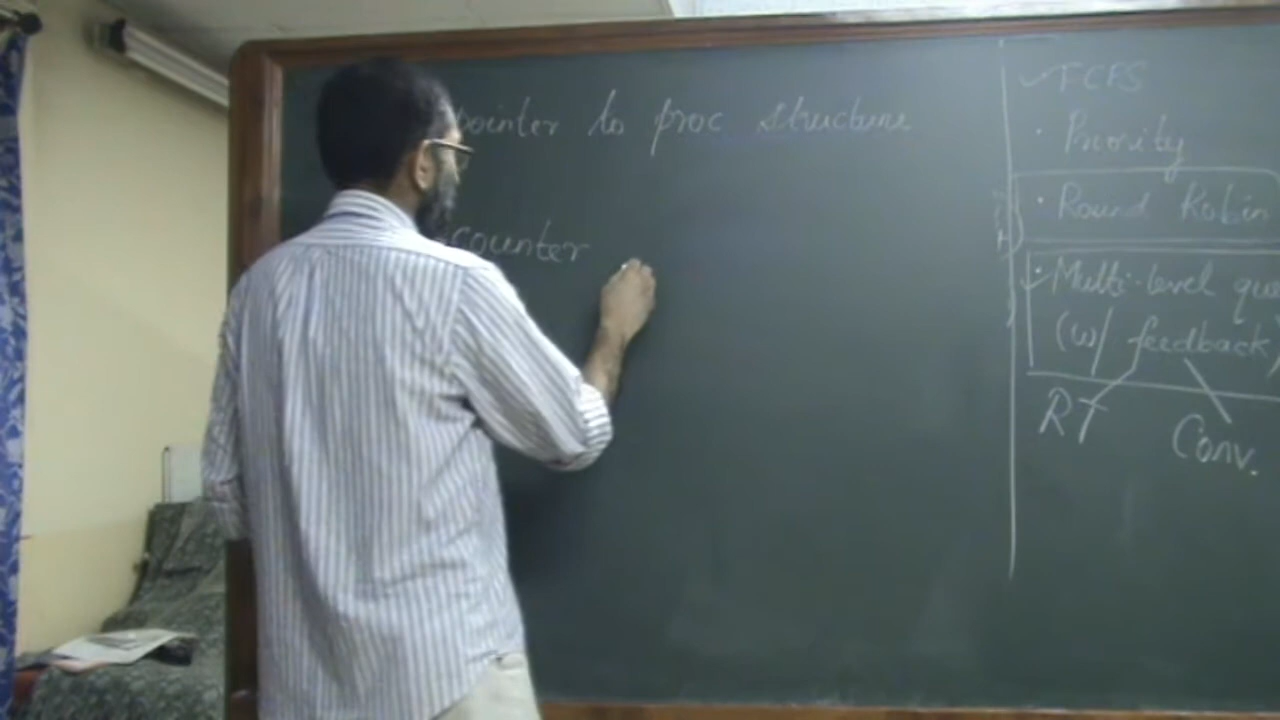 pointer to proc structure
counter
✓ FCFS
· Priority
· Round Robin
· Multi-level
(w/ feedback)
RT
Conv.